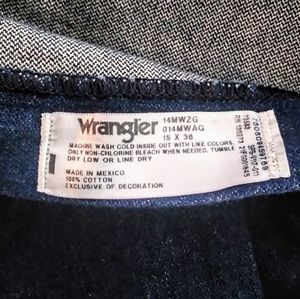 Wrangler
14MWZG
014MWAG
15 X 36
MACHINE WASH COLD INSIDE OUT WITH LIKE COLORS.
ONLY NON-CHLORINE BLEACH WHEN NEEDED. TUMBLE
DRY LOW OR LINE DRY
MADE IN MEXICO
100% COTTON
EXCLUSIVE OF DECORATION